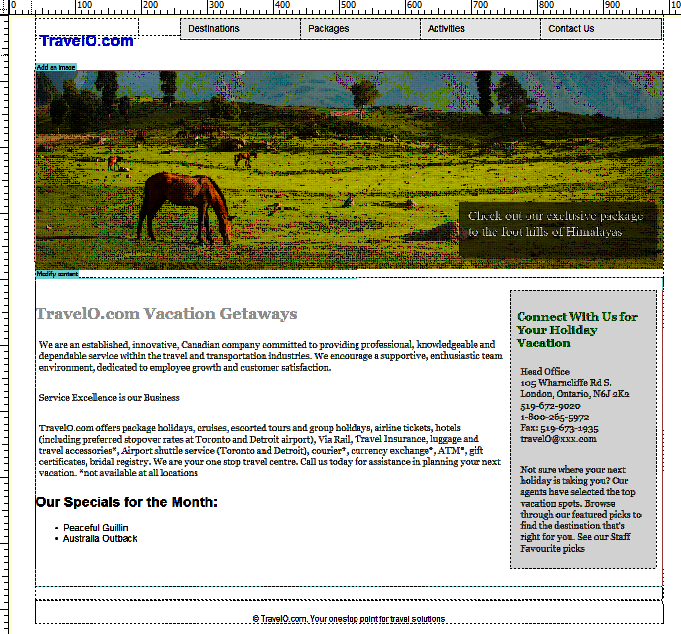 0 100 200 300 400 500 600 700 800 900 10
TravelO.com
Destinations Packages Activities Contact Us
Add an image
Check out our exclusive package
to the foot hills of Himalayas
Modify content
TravelO.com Vacation Getaways
We are an established, innovative, Canadian company committed to providing professional, knowledgeable and
dependable service within the travel and transportation industries. We encourage a supportive, enthusiastic team
environment, dedicated to employee growth and customer satisfaction.
Service Excellence is our Business
TravelO.com offers package holidays, cruises, escorted tours and group holidays, airline tickets, hotels
(including preferred stopover rates at Toronto and Detroit airport), Via Rail, Travel Insurance, luggage and
travel accessories*, Airport shuttle service (Toronto and Detroit), courier*, currency exchange*, ATM*, gift
certificates, bridal registry. We are your one stop travel centre. Call us today for assistance in planning your next
vacation. *not available at all locations
Our Specials for the Month:
• Peaceful Guillin
• Australia Outback
Connect With Us for
Your Holiday
Vacation
Head Office
105 Wharncliffe Rd S.
London, Ontario, N6J 2K2
519-672-9020
1-800-265-5972
Fax: 519-673-1935
travelO@xxx.com
Not sure where your next
holiday is taking you? Our
agents have selected the top
vacation spots. Browse
through our featured picks to
find the destination that's
right for you. See our Staff
Favourite picks
© TravelO.com. Your onestop point for travel solutions